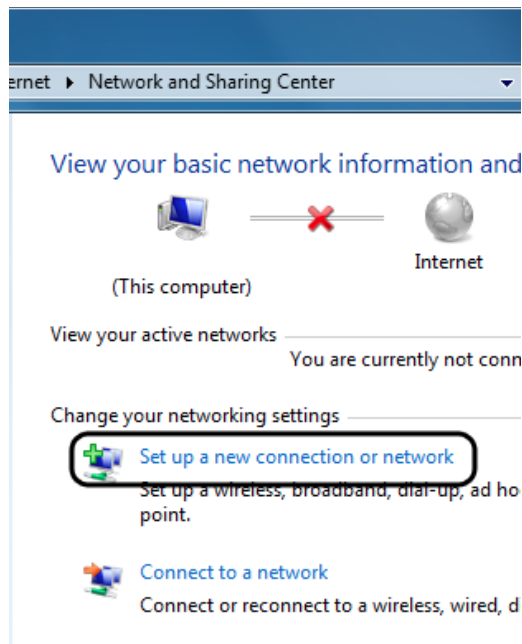 ernet ▸ Network and Sharing Center
View your basic network information and
Internet
(This computer)
View your active networks
You are currently not conn
Change your networking settings
Set up a new connection or network
Set up a wireless, broadband, dial-up, ad ho
point.
Connect to a network
Connect or reconnect to a wireless, wired, d